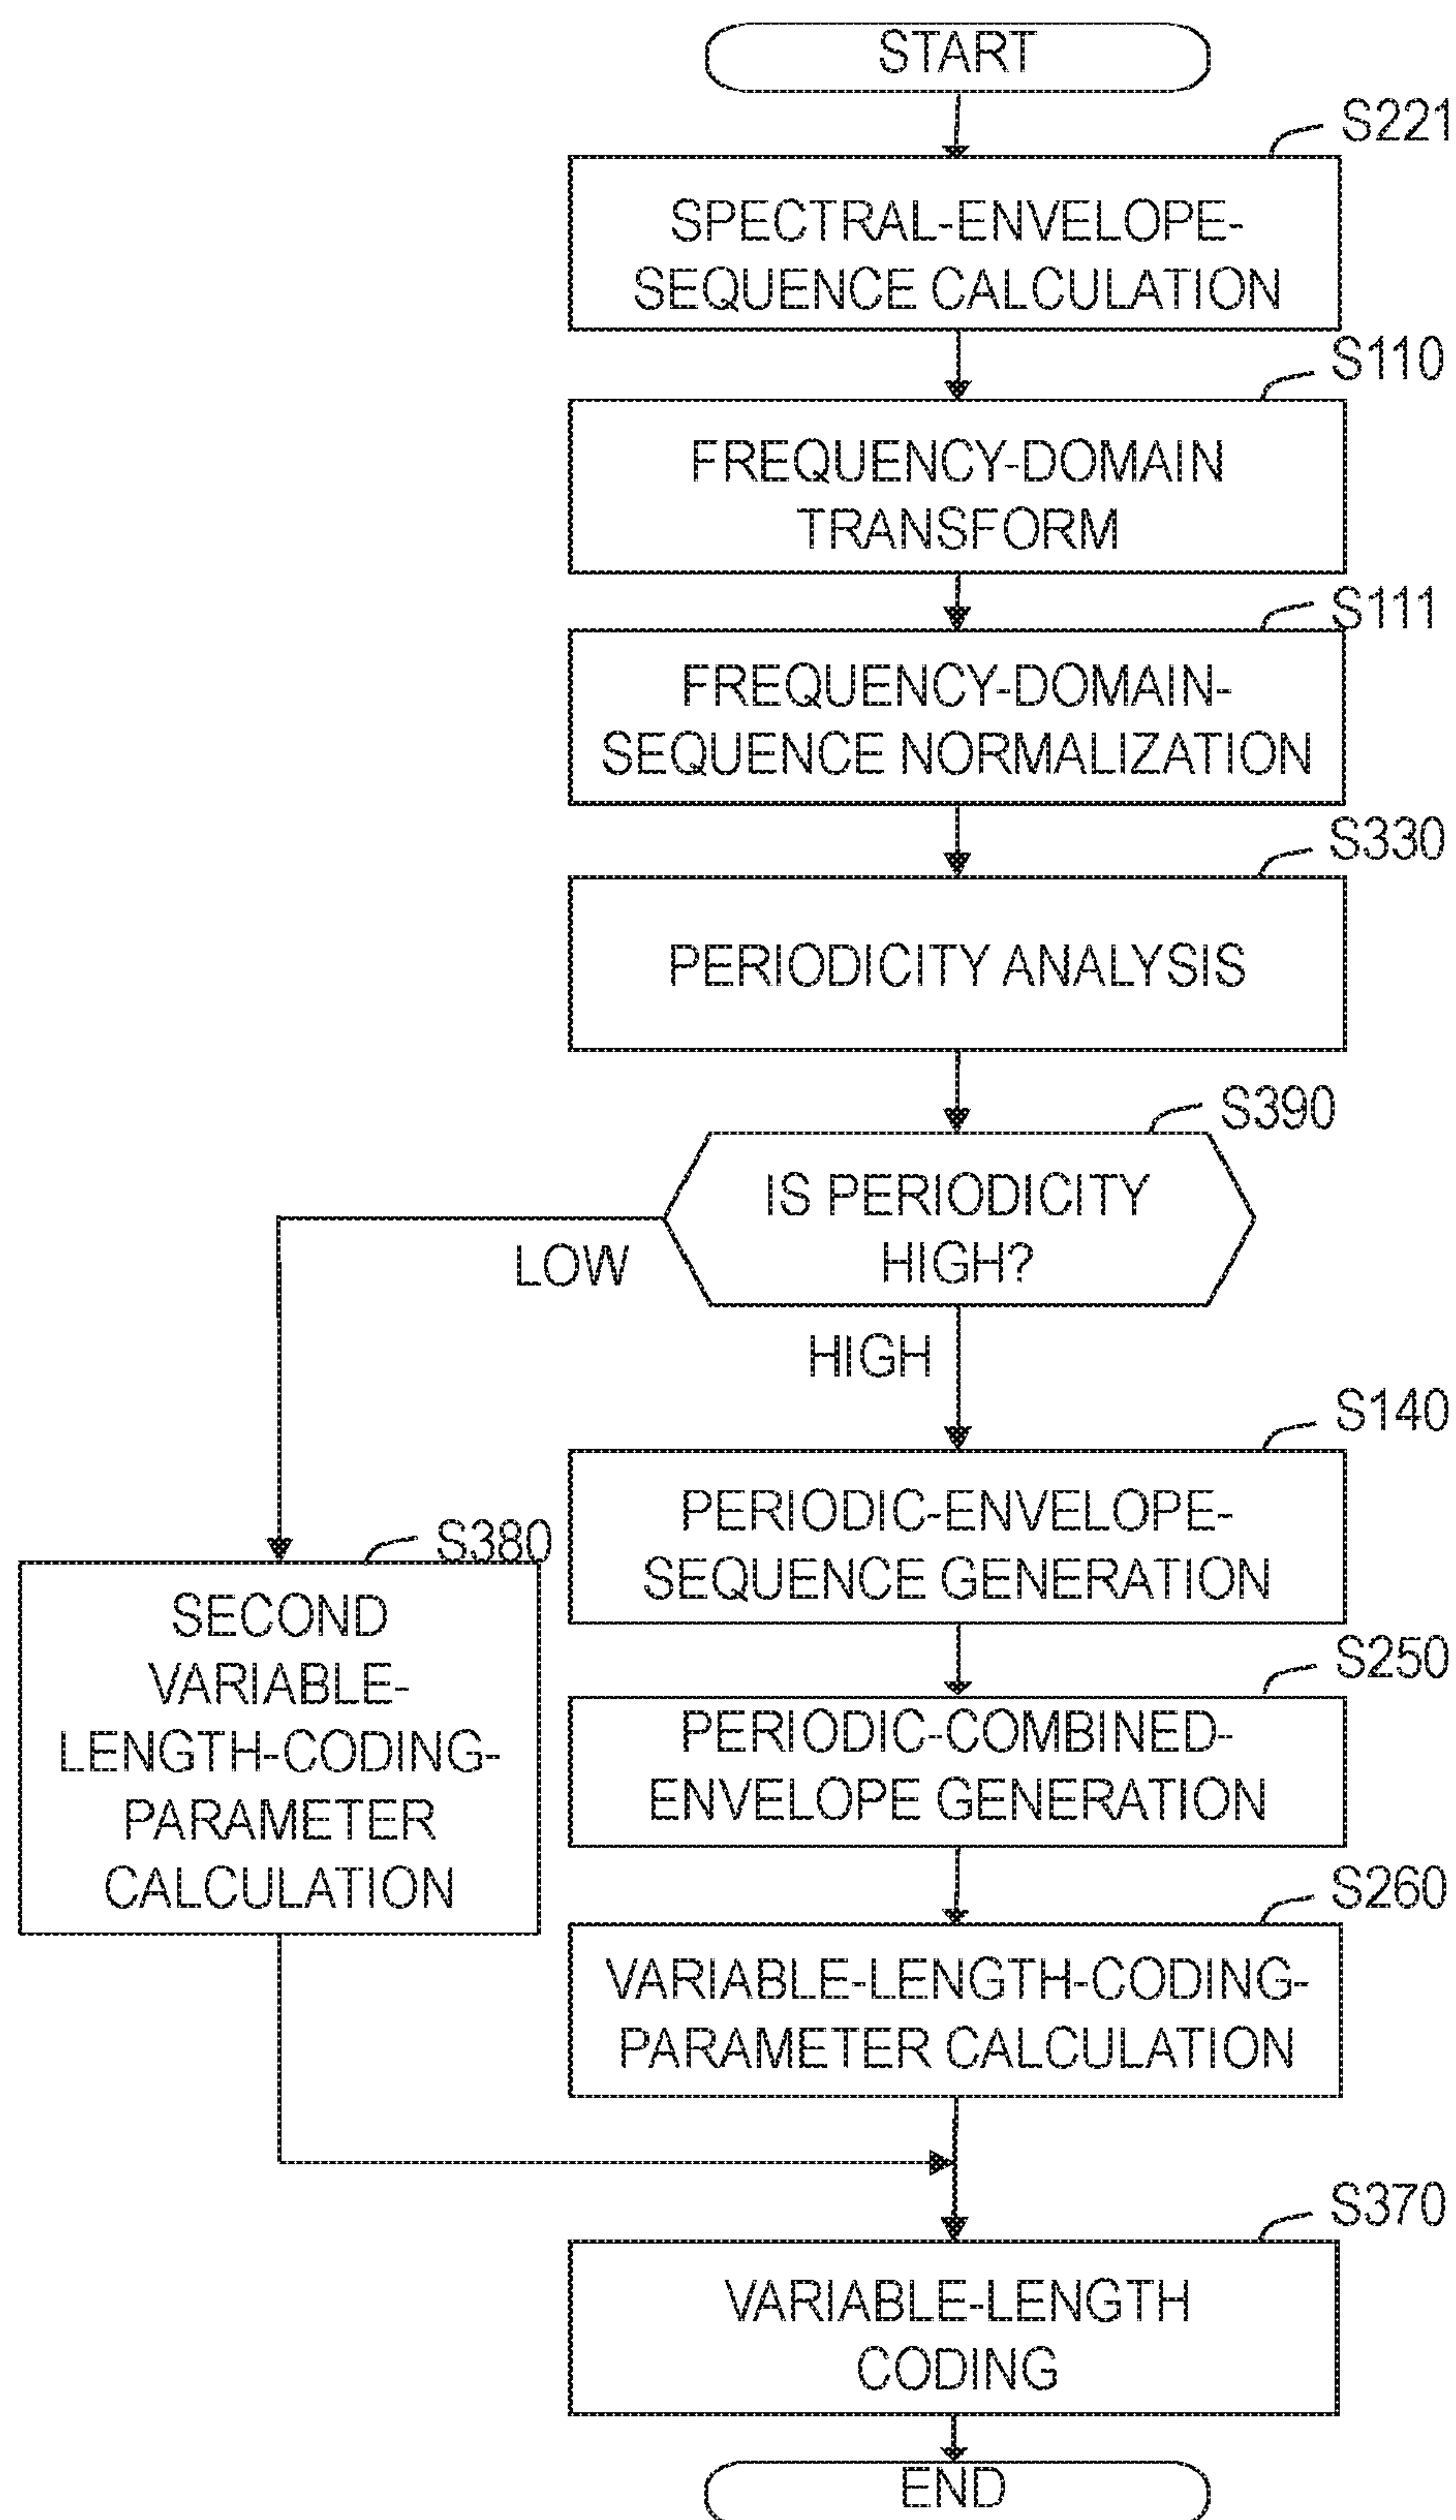 START
S221
SPECTRAL-ENVELOPE-
SEQUENCE CALCULATION
S110
FREQUENCY-DOMAIN
TRANSFORM
S111
FREQUENCY-DOMAIN-
SEQUENCE NORMALIZATION
S330
PERIODICITY ANALYSIS
S390
IS PERIODICITY
HIGH?
LOW
HIGH
S140
PERIODIC-ENVELOPE-
SEQUENCE GENERATION
S380
SECOND
VARIABLE-
LENGTH-CODING-
PARAMETER
CALCULATION
S250
PERIODIC-COMBINED-
ENVELOPE GENERATION
S260
VARIABLE-LENGTH-CODING-
PARAMETER CALCULATION
S370
VARIABLE-LENGTH
CODING
END